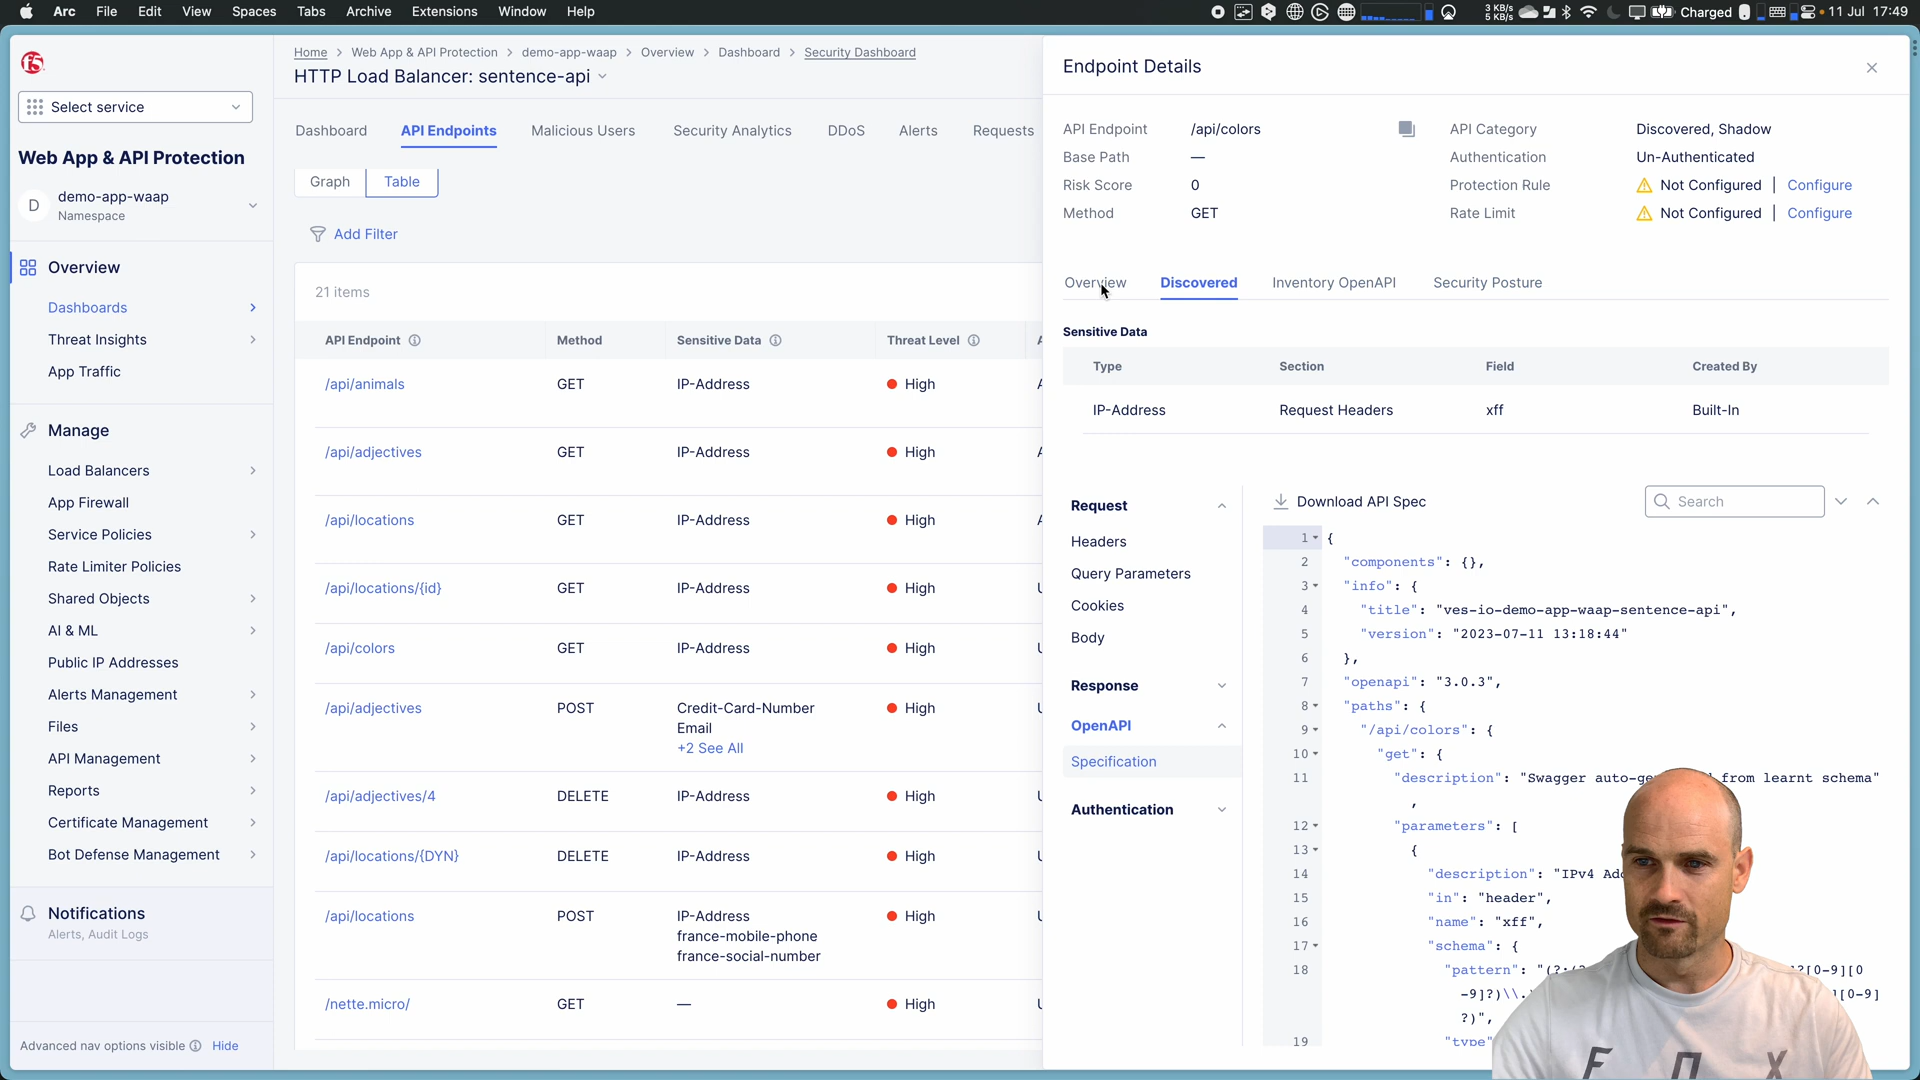 Arc File Edit View Spaces Tabs Archive Extensions Window Help
3 KB/s
5 KB/s
Charged
11 Jul 17:49
Select service
Web App & API Protection
D
demo-app-waap
Namespace
Overview
Dashboards
Threat Insights
App Traffic
Manage
Load Balancers
App Firewall
Service Policies
Rate Limiter Policies
Shared Objects
AI & ML
Public IP Addresses
Alerts Management
Files
API Management
Reports
Certificate Management
Bot Defense Management
Notifications
Alerts, Audit Logs
Advanced nav options visible Hide
Home > Web App & API Protection > demo-app-waap > Overview > Dashboard > Security Dashboard
HTTP Load Balancer: sentence-api
Dashboard API Endpoints Malicious Users Security Analytics DDoS Alerts Requests
Graph Table
Add Filter
21 items
API Endpoint Method Sensitive Data Threat Level
/api/animals GET IP-Address High
/api/adjectives GET IP-Address High
/api/locations GET IP-Address High
/api/locations/{id} GET IP-Address High
/api/colors GET IP-Address High
/api/adjectives POST Credit-Card-Number High
Email
+2 See All
/api/adjectives/4 DELETE IP-Address High
/api/locations/{DYN} DELETE IP-Address High
/api/locations POST IP-Address High
france-mobile-phone
france-social-number
/nette.micro/ GET — High
Endpoint Details
API Endpoint /api/colors
Base Path —
Risk Score 0
Method GET
API Category Discovered, Shadow
Authentication Un-Authenticated
Protection Rule Not Configured | Configure
Rate Limit Not Configured | Configure
Overview Discovered Inventory OpenAPI Security Posture
Sensitive Data
Type Section Field Created By
IP-Address Request Headers xff Built-In
Request
Headers
Query Parameters
Cookies
Body
Response
OpenAPI
Specification
Authentication
Download API Spec
Search
1 {
2 "components": {},
3 "info": {
4 "title": "ves-io-demo-app-waap-sentence-api",
5 "version": "2023-07-11 13:18:44"
6 },
7 "openapi": "3.0.3",
8 "paths": {
9 "/api/colors": {
10 "get": {
11 "description": "Swagger from learnt schema"
,
12 "parameters": [
13 {
14 "description": "IPv4
15 "in": "header",
16 "name": "xff",
17 "schema": {
18 "pattern":
?)",
19 "type"